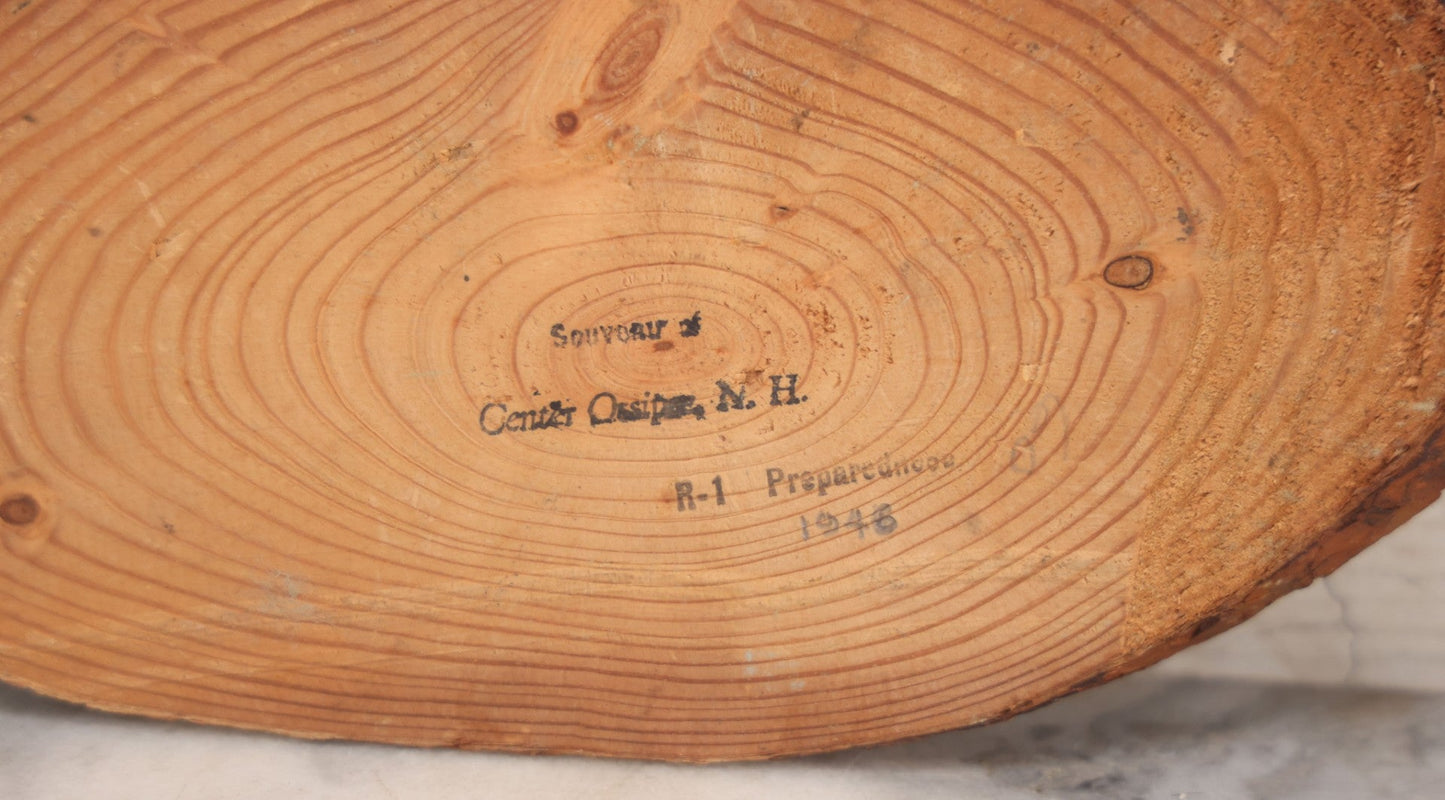 Souvenir of
Center Ossipee, N. H.
R-1 Preparedness
1946